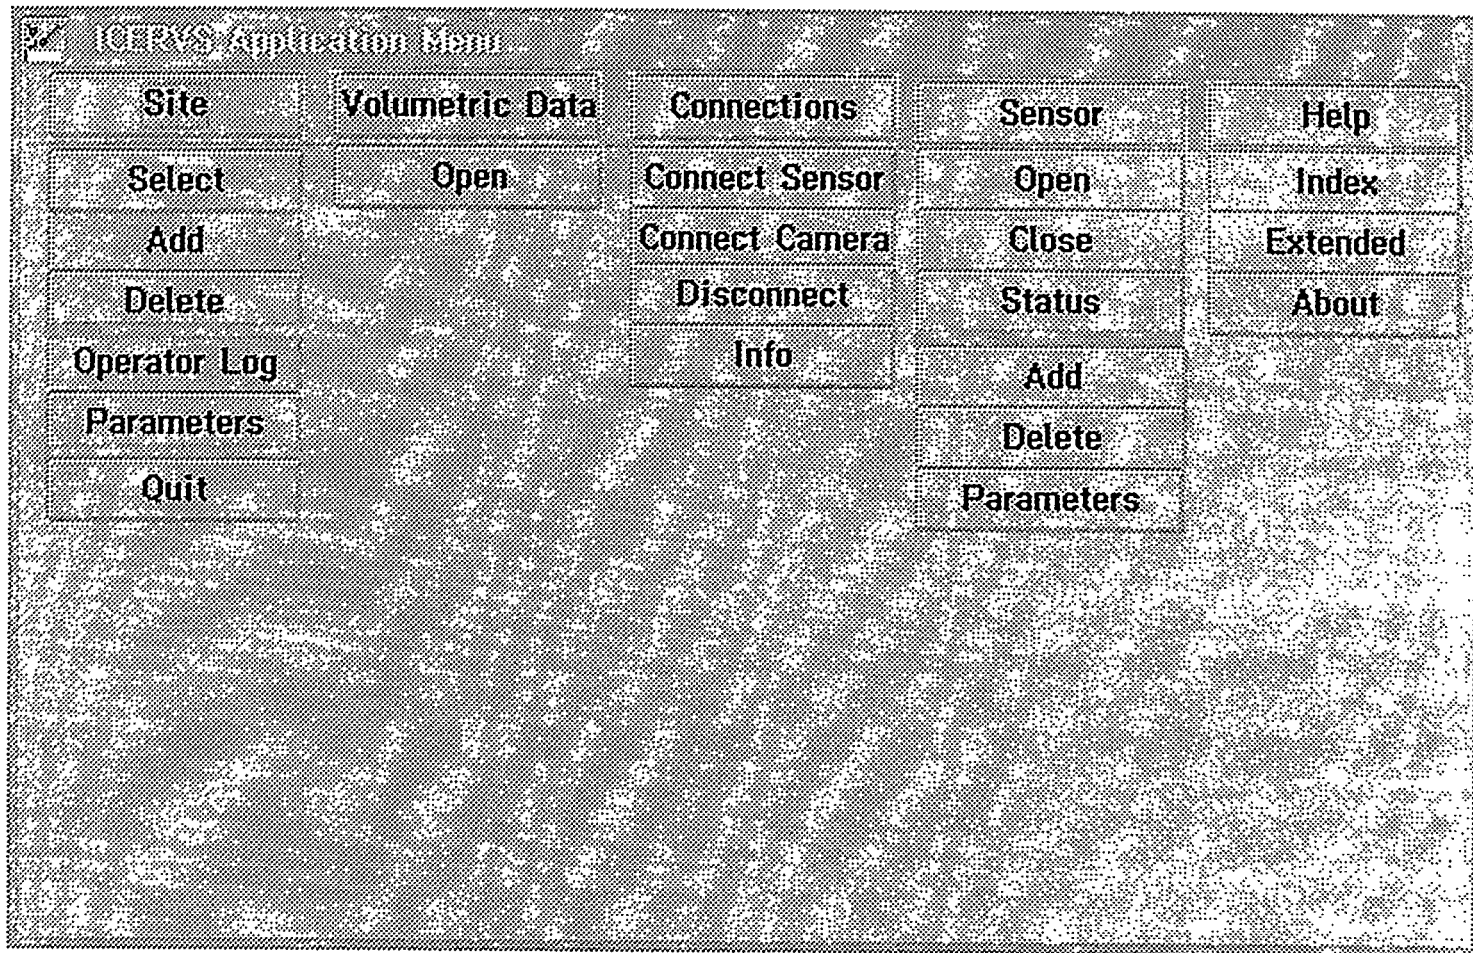 ICERVS Application Menu
Site
Select
Add
Delete
Operator Log
Parameters
Quit
Volumetric Data
Open
Connections
Connect Sensor
Connect Camera
Disconnect
Info
Sensor
Open
Close
Status
Add
Delete
Parameters
Help
Index
Extended
About